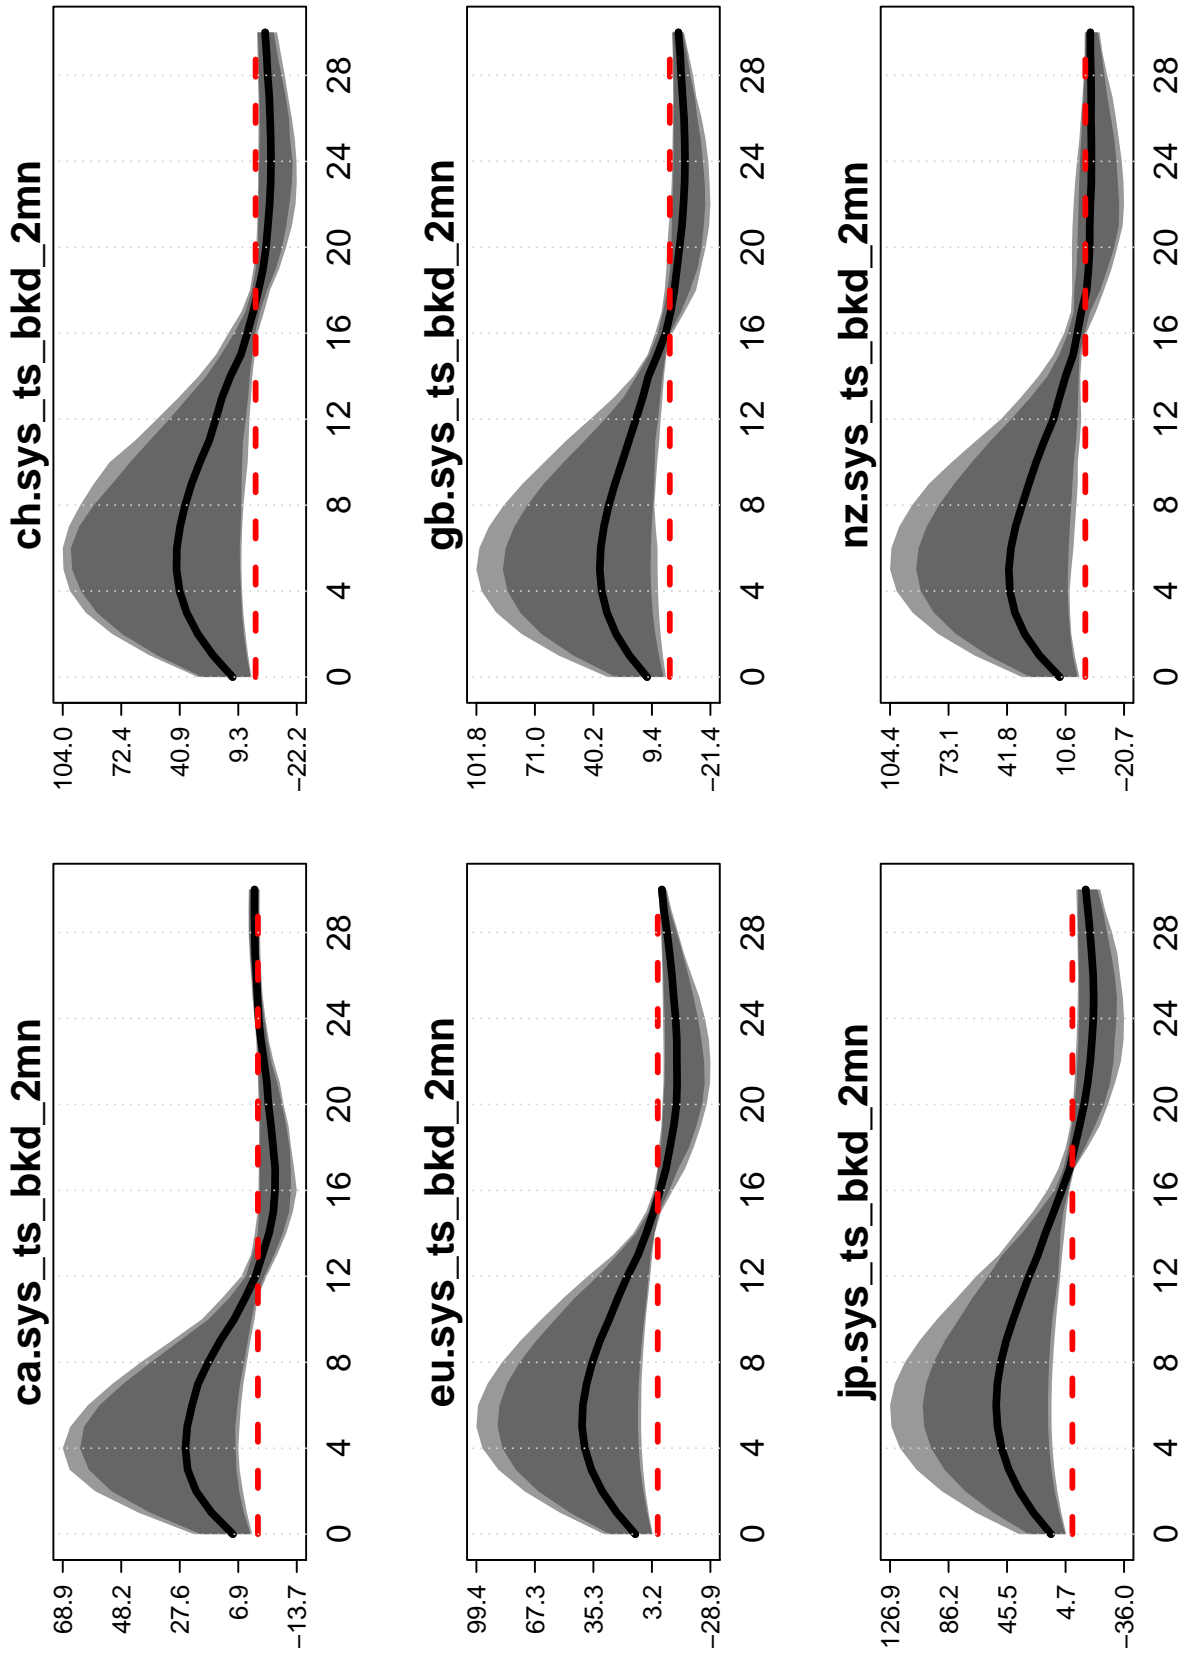 ca.sys_ts_bkd_2mn
68.9
48.2
27.6
6.9
−13.7
0 4 8 12 16 20 24 28
ch.sys_ts_bkd_2mn
104.0
72.4
40.9
9.3
−22.2
0 4 8 12 16 20 24 28
eu.sys_ts_bkd_2mn
99.4
67.3
35.3
3.2
−28.9
0 4 8 12 16 20 24 28
gb.sys_ts_bkd_2mn
101.8
71.0
40.2
9.4
−21.4
0 4 8 12 16 20 24 28
jp.sys_ts_bkd_2mn
126.9
86.2
45.5
4.7
−36.0
0 4 8 12 16 20 24 28
nz.sys_ts_bkd_2mn
104.4
73.1
41.8
10.6
−20.7
0 4 8 12 16 20 24 28